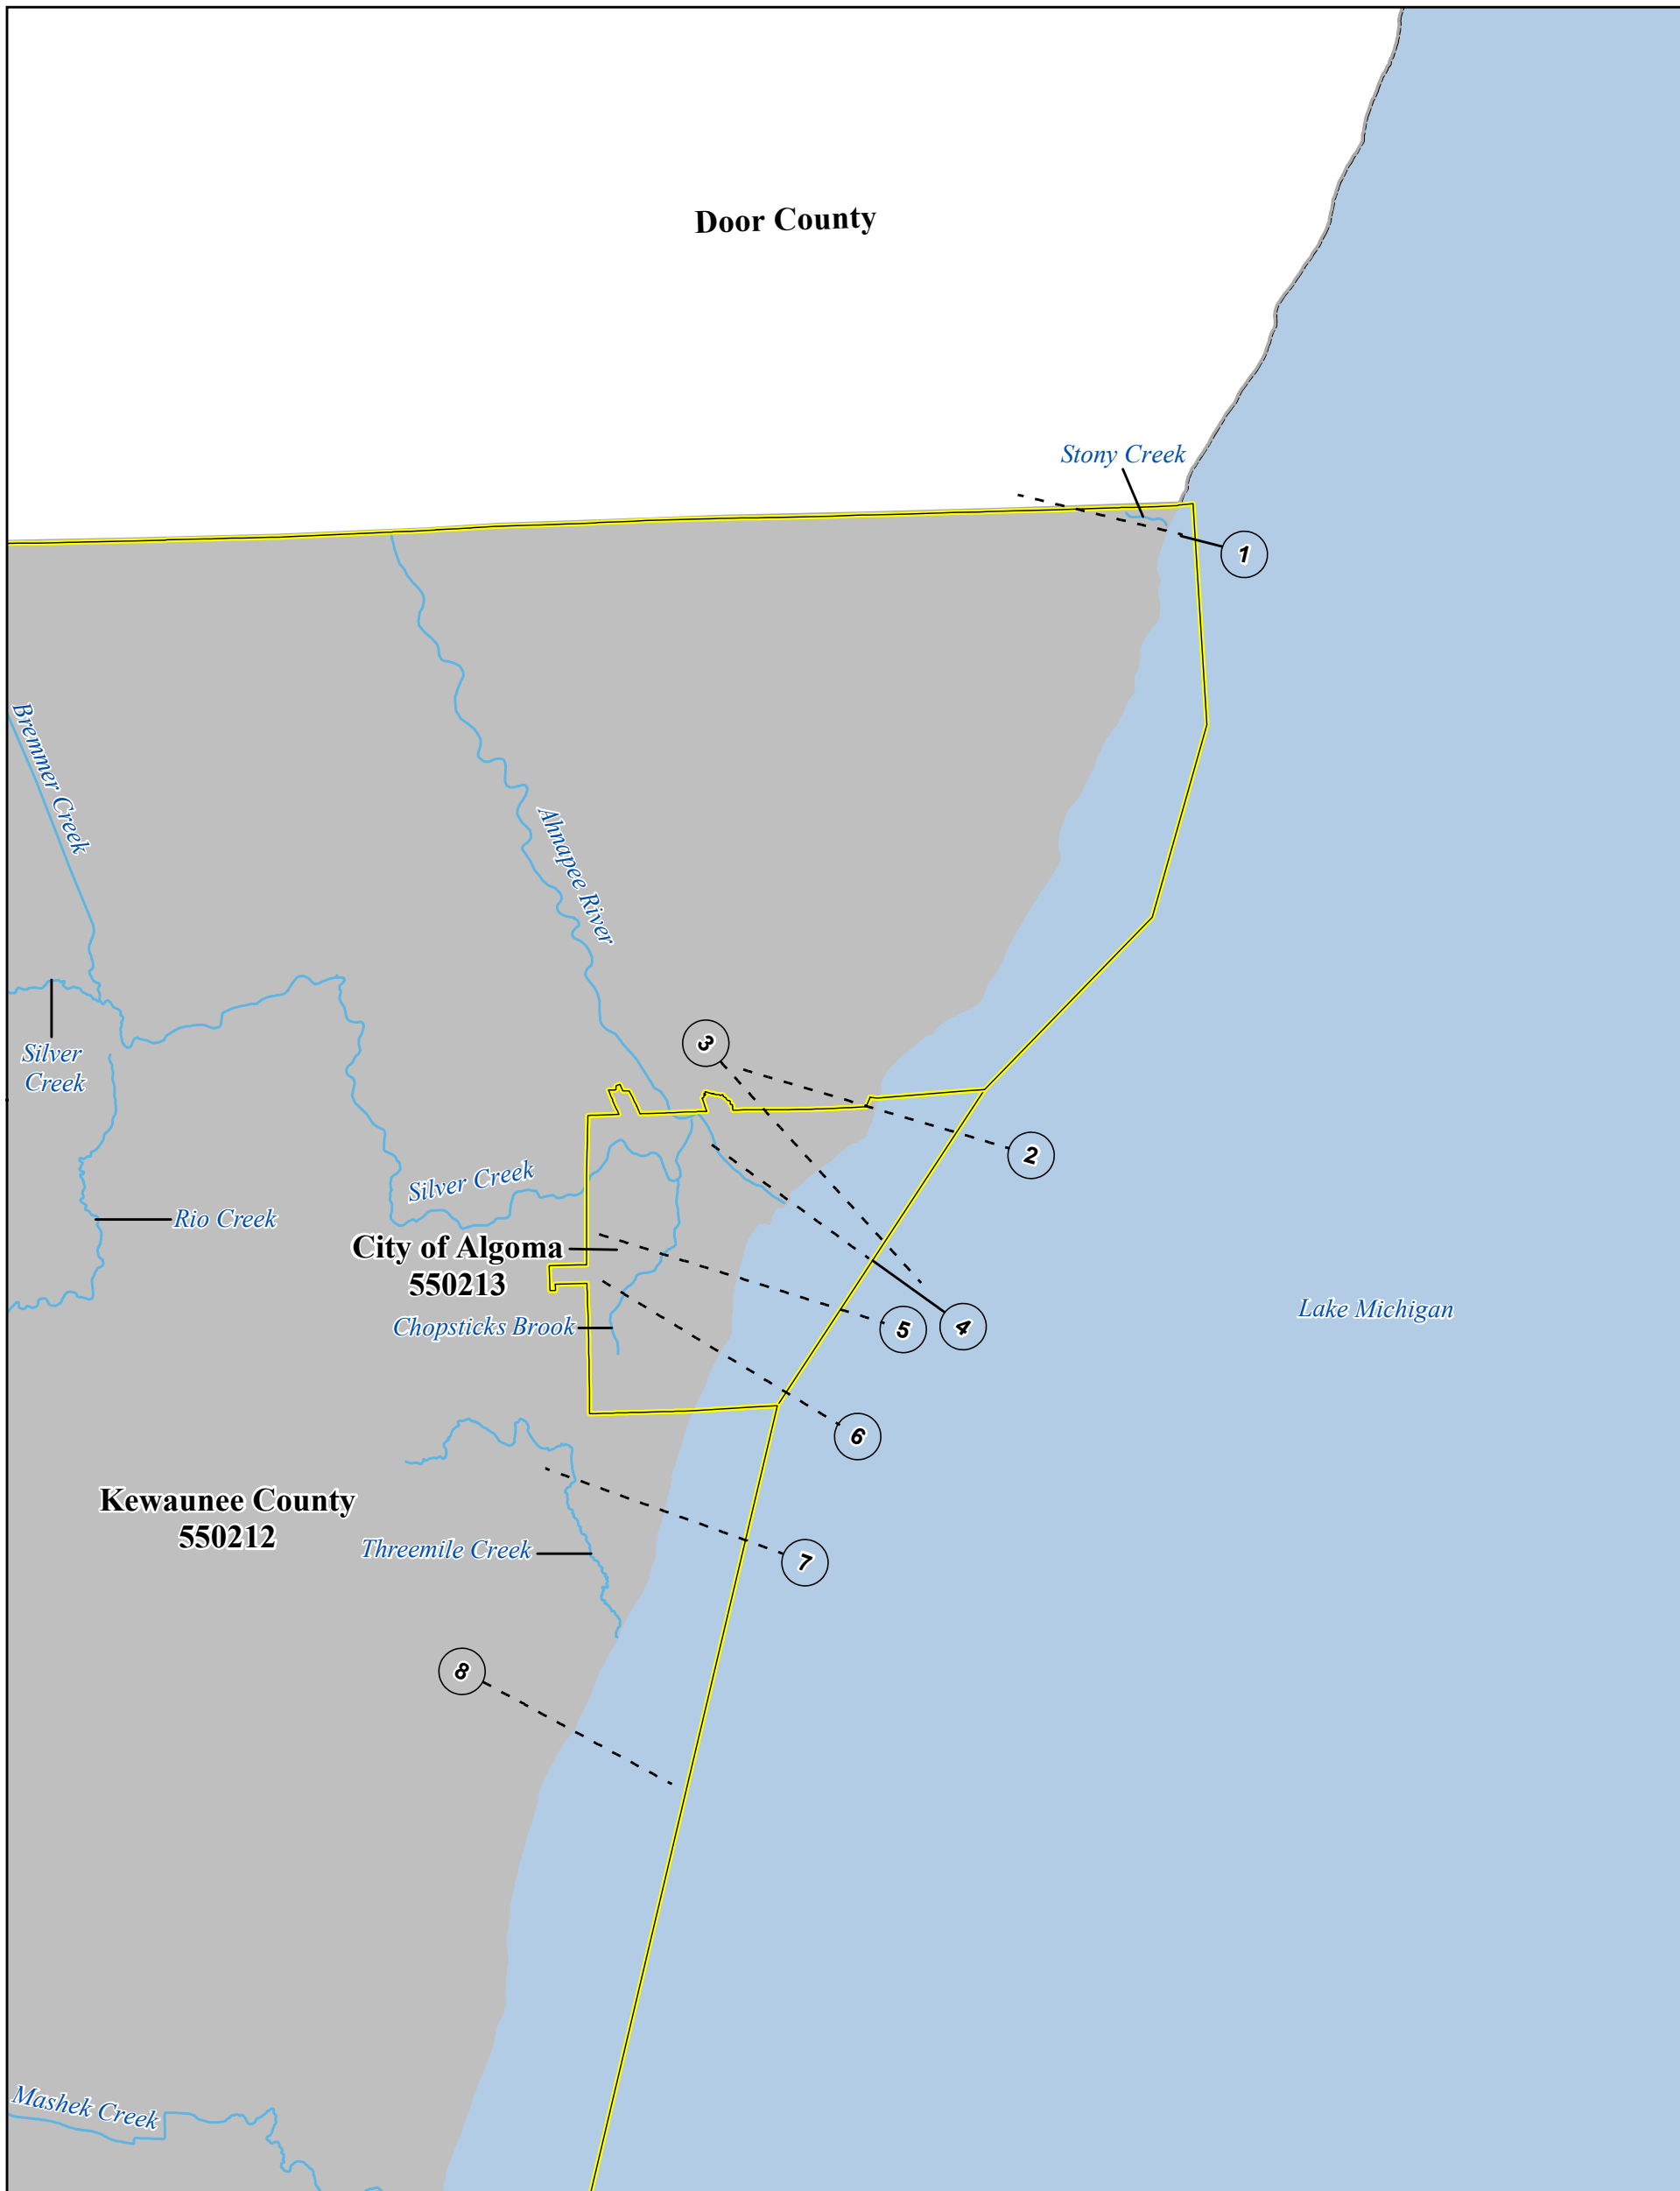 Door County
Stony Creek
1
Bremmer Creek
Ahnapee River
Silver
Creek
3
2
Silver Creek
Rio Creek
City of Algoma
550213
Chopsticks Brook
5
4
Lake Michigan
6
Kewaunee County
550212
Threemile Creek
7
8
Mashek Creek